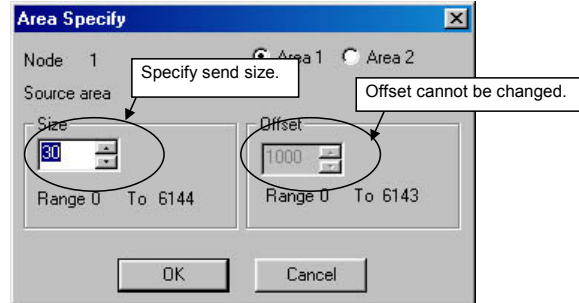 Area Specify
Node 1
Area 1 Area 2
Specify send size.
Source area
Offset cannot be changed.
Size
Offset
30
1000
Range 0 To 6144
Range 0 To 6143
OK
Cancel